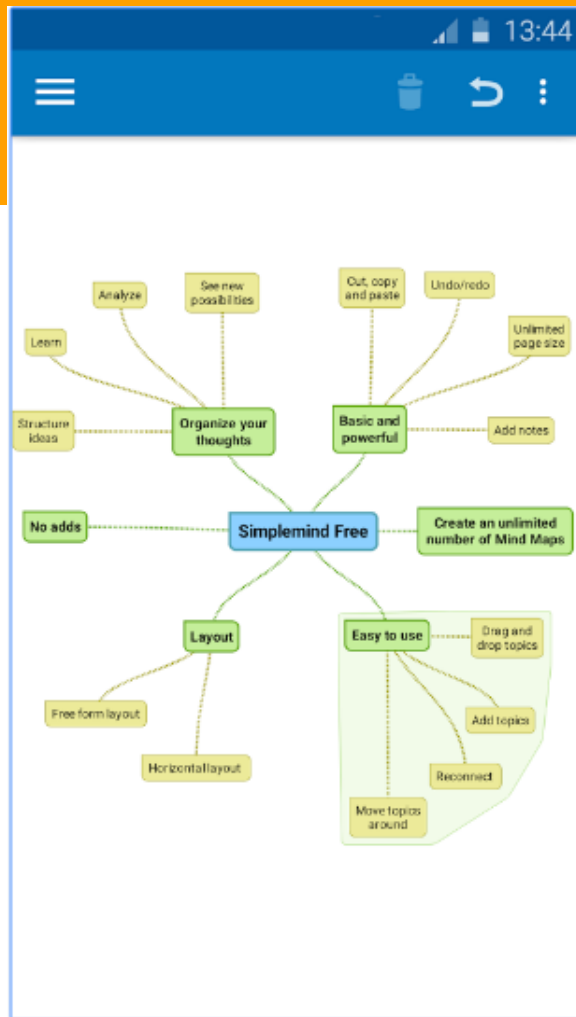 13:44
See new
possibilities
Analyze
Learn
Structure
ideas
Organize your
thoughts
Cut, copy
and paste
Undo/redo
Unlimited
page size
Basic and
powerful
Add notes
No adds
Simplemind Free
Create an unlimited
number of Mind Maps
Layout
Free form layout
Horizontal layout
Easy to use
Drag and
drop topics
Add topics
Reconnect
Move topics
around